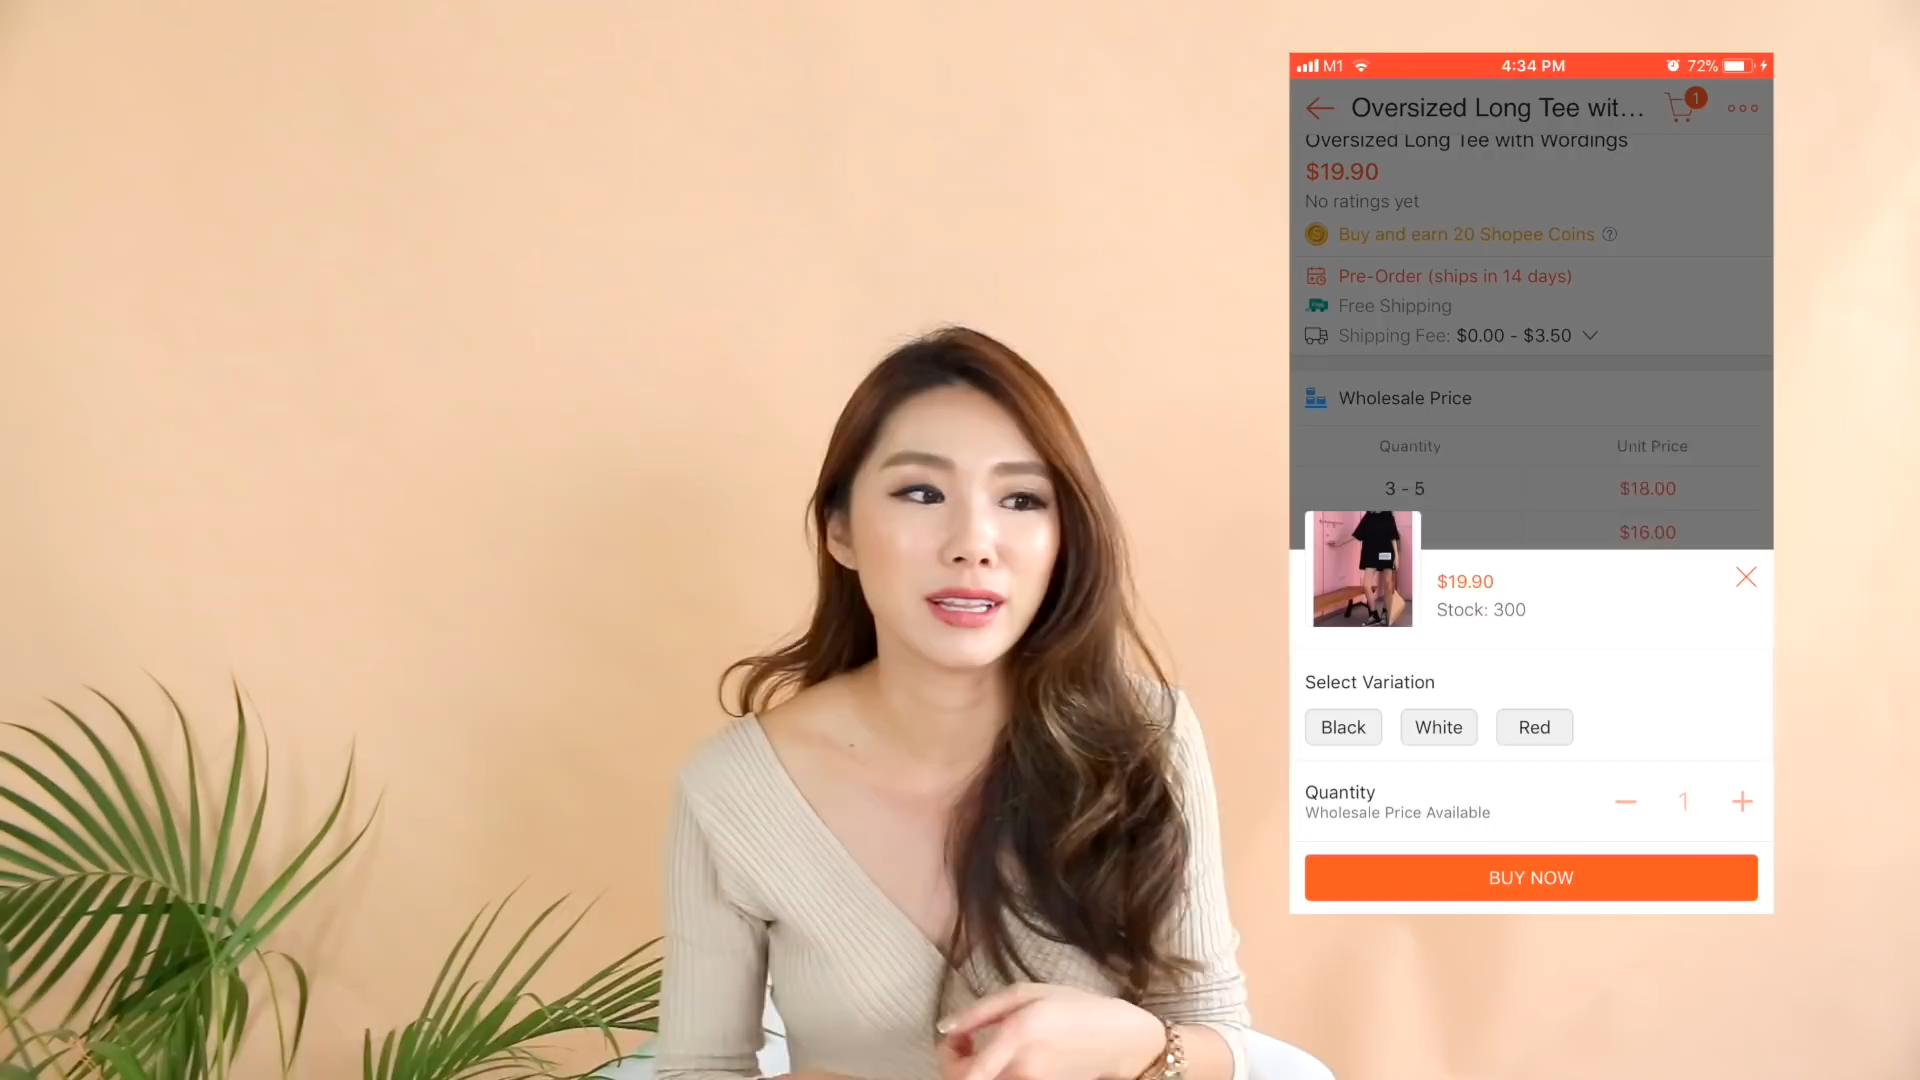 M1 4:34 PM 72%
Oversized Long Tee wit... 1
Oversized Long Tee with Wordings
$19.90
No ratings yet
Buy and earn 20 Shopee Coins ?
Pre-Order (ships in 14 days)
Free Shipping
Shipping Fee: $0.00 - $3.50
Wholesale Price
Quantity Unit Price
3 - 5 $18.00
$16.00
$19.90
Stock: 300
Select Variation
Black White Red
Quantity
Wholesale Price Available
1
BUY NOW